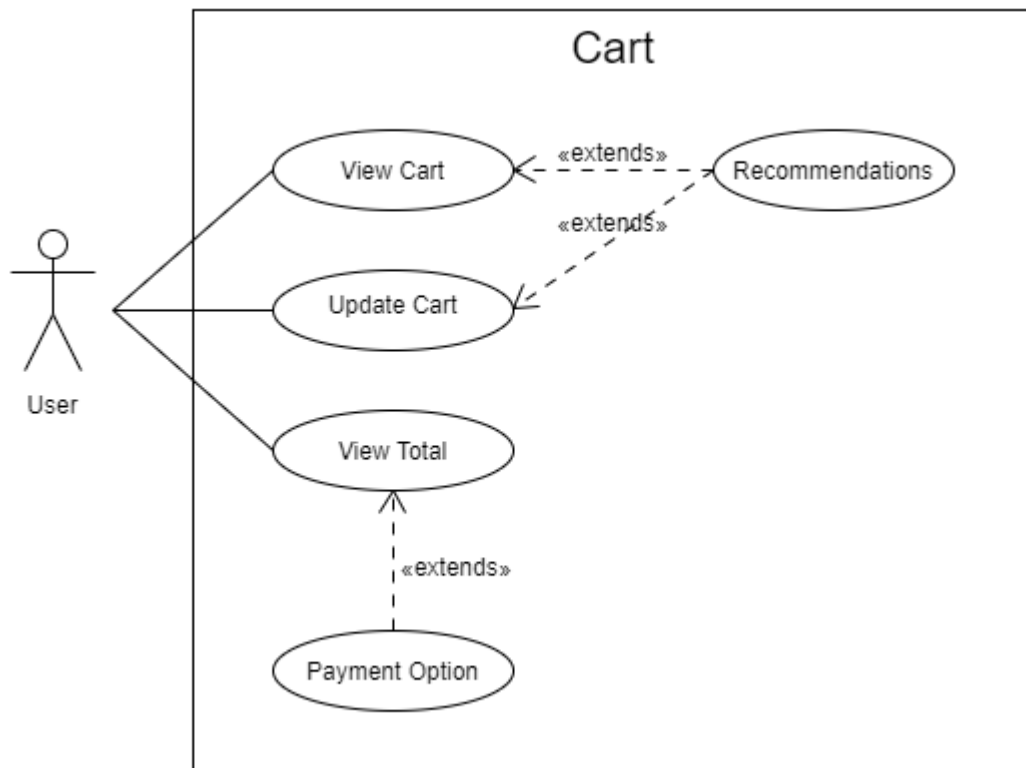 Cart
View Cart
«extends»
Recommendations
«extends»
Update Cart
User
View Total
«extends»
Payment Option